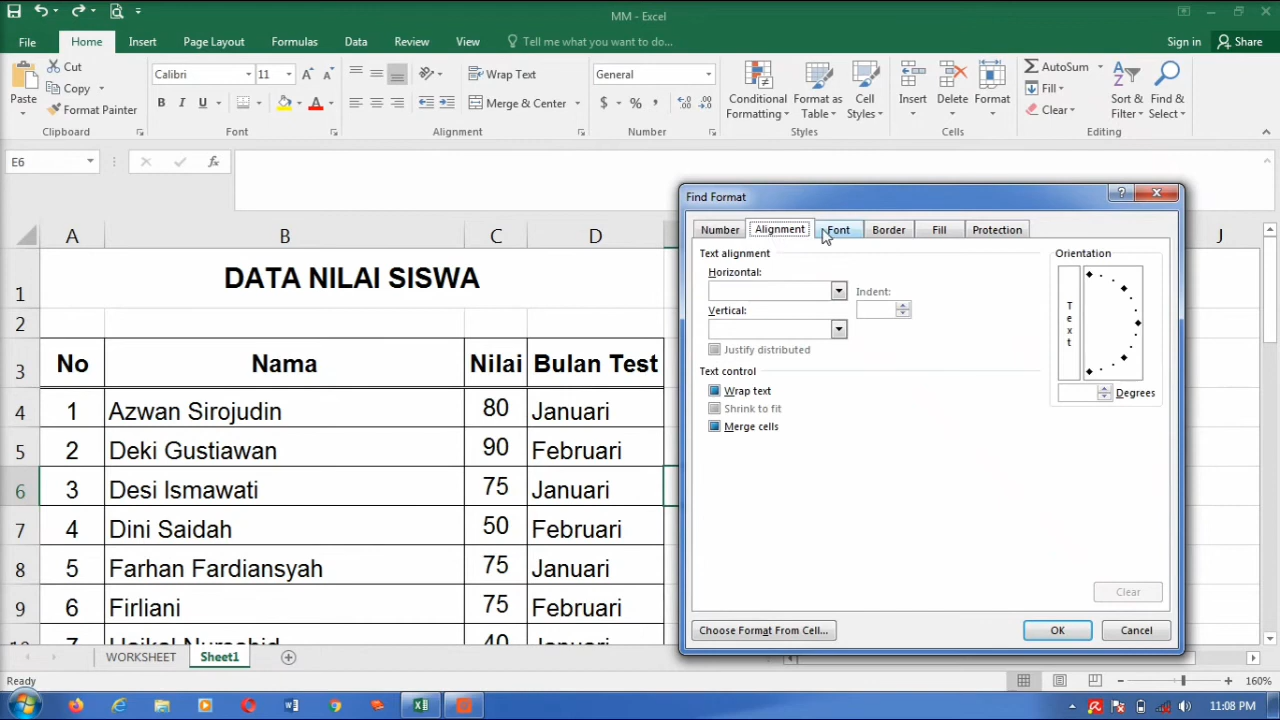 MM - Excel
File Home Insert Page Layout Formulas Data Review View Tell me what you want to do... Sign in Share
Paste
Cut
Copy
Format Painter
Clipboard
Calibri 11
B I U
Font
Wrap Text
Merge & Center
Alignment
General
$ % ,
Number
Conditional Formatting
Format as Table
Cell Styles
Styles
Insert Delete Format
Cells
AutoSum
Fill
Clear
Sort & Filter
Find & Select
Editing
E6 fx
A B C D J
1 DATA NILAI SISWA
2
3 No Nama Nilai Bulan Test
4 1 Azwan Sirojudin 80 Januari
5 2 Deki Gustiawan 90 Februari
6 3 Desi Ismawati 75 Januari
7 4 Dini Saidah 50 Februari
8 5 Farhan Fardiansyah 75 Januari
9 6 Firliani 75 Februari
Find Format
Number Alignment Font Border Fill Protection
Text alignment
Horizontal:
Indent:
Vertical:
Justify distributed
Text control
Wrap text
Shrink to fit
Merge cells
Orientation
Text
Degrees
Clear
Choose Format From Cell...
OK Cancel
WORKSHEET Sheet1
Ready 160%
11:08 PM